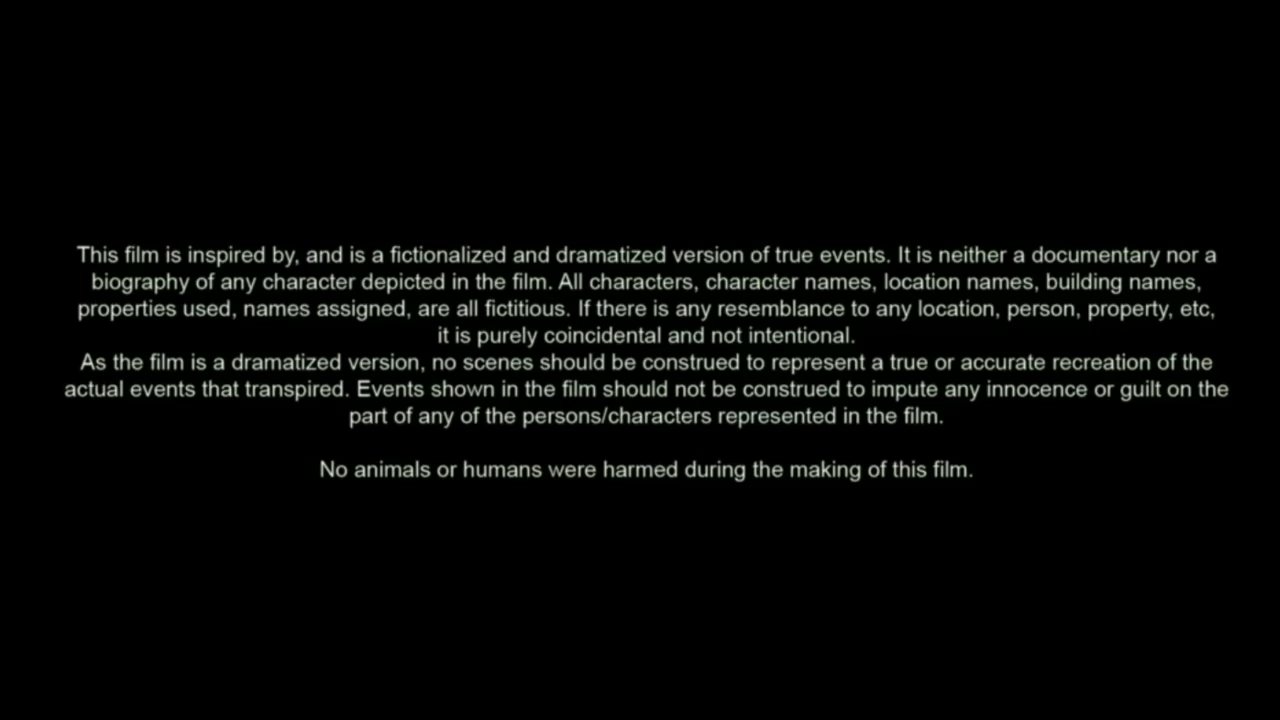 This film is inspired by, and is a fictionalized and dramatized version of true events. It is neither a documentary nor a
biography of any character depicted in the film. All characters, character names, location names, building names,
properties used, names assigned, are all fictitious. If there is any resemblance to any location, person, property, etc,
it is purely coincidental and not intentional.
As the film is a dramatized version, no scenes should be construed to represent a true or accurate recreation of the
actual events that transpired. Events shown in the film should not be construed to impute any innocence or guilt on the
part of any of the persons/characters represented in the film.
No animals or humans were harmed during the making of this film.